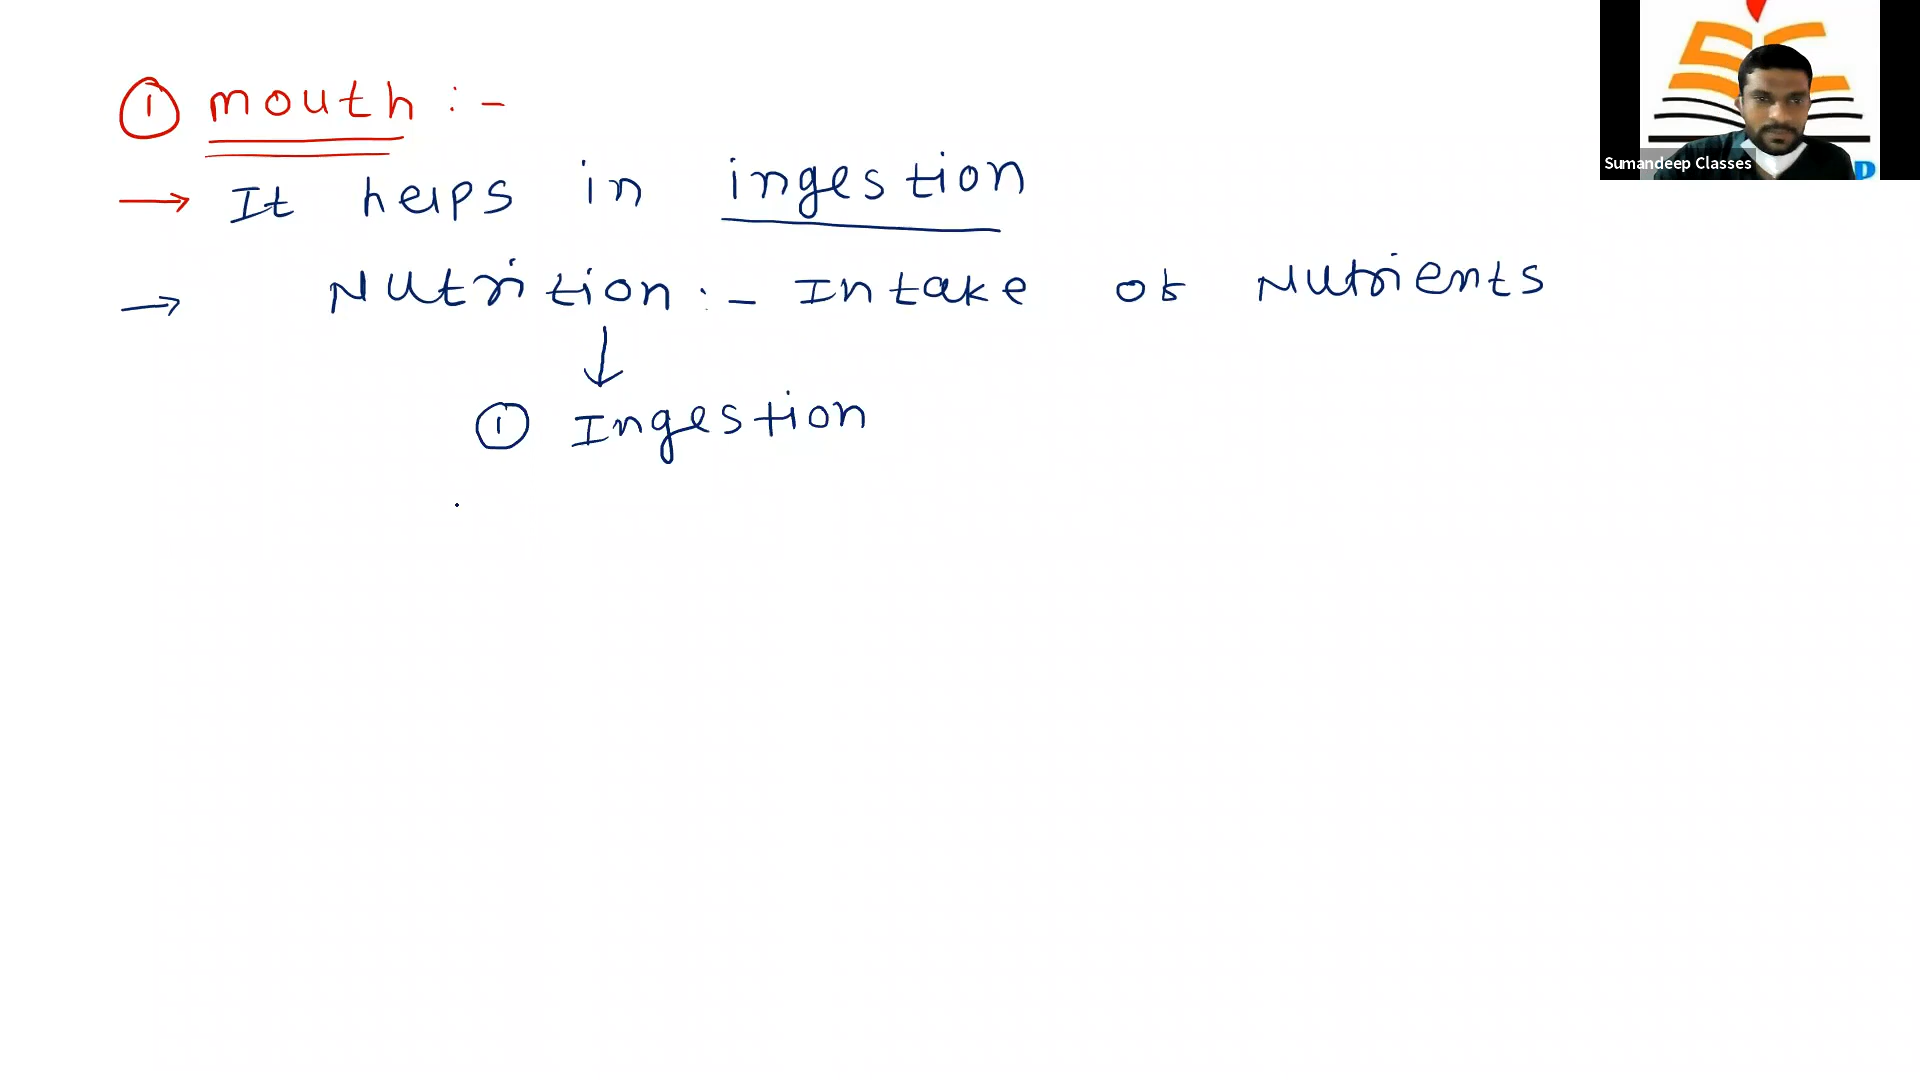 ① mouth :-
→ It helps in ingestion
→ Nutrition :- Intake of Nutrients
↓
① Ingestion
Sumandeep Classes
P